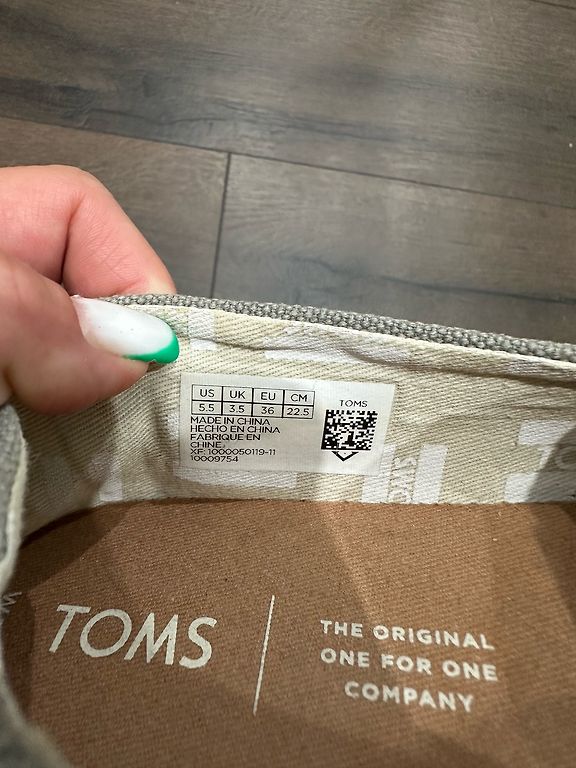 US UK EU CM
5.5 3.5 36 22.5
TOMS
MADE IN CHINA
HECHO EN CHINA
FABRIQUE EN
CHINE
XF: 1000050119-11
10009754
TOMS
THE ORIGINAL
ONE FOR ONE
COMPANY